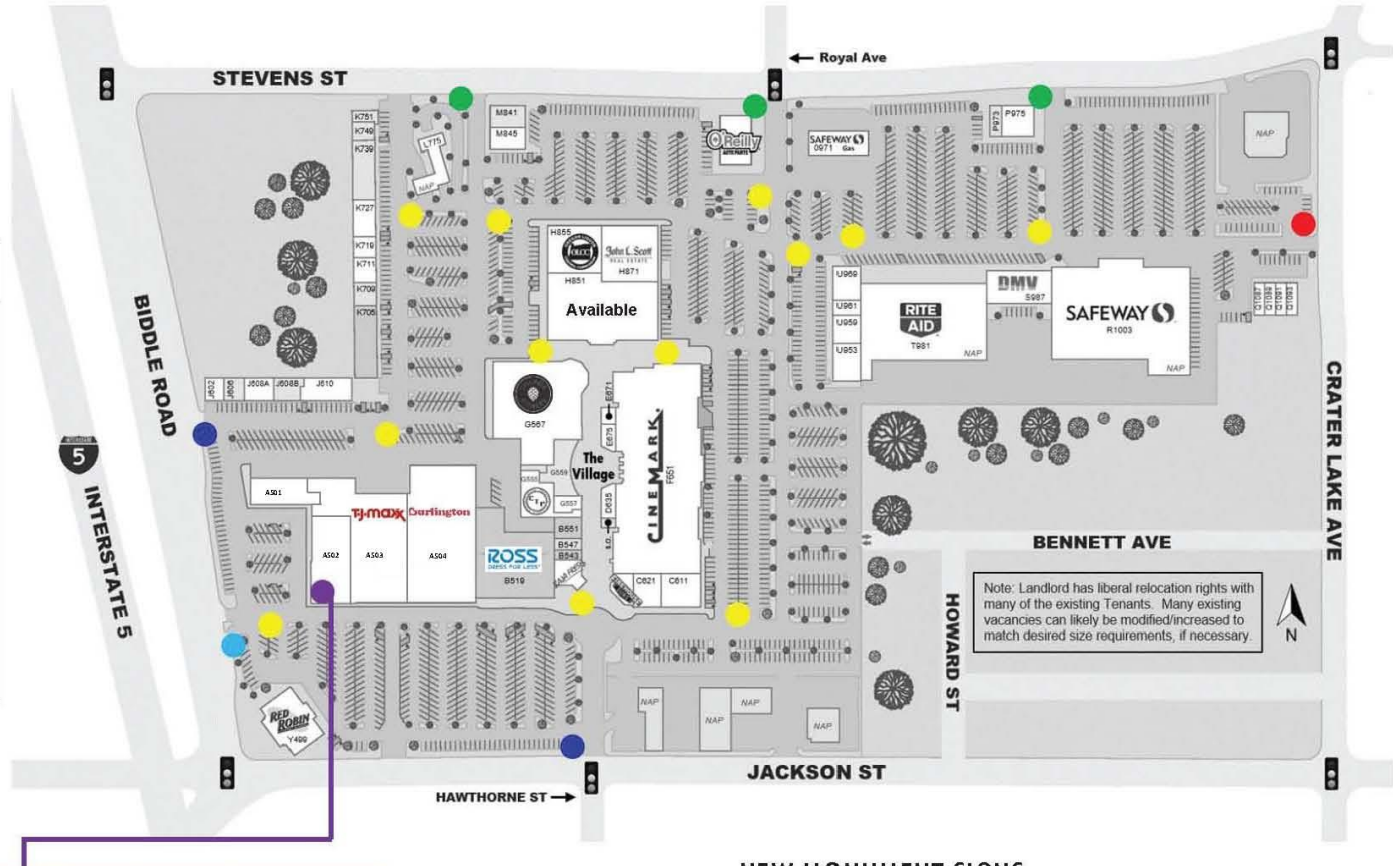 ← Royal Ave
STEVENS ST
K751
K749
K739
K727
K719
K711
K709
K705
L775
NAP
M841
M845
O'Reilly
AUTO PARTS
SAFEWAY
0971 Gas
P973
P975
NAP
H855
OLCC
John L. Scott
REAL ESTATE
H871
H851
Available
U969
U961
U959
U953
RITE
AID
T981
NAP
DMV
S987
SAFEWAY
R1003
NAP
BIDDLE ROAD
J602
J606
J608A
J608B
J610
G567
E671
E675
The
Village
G559
G555
G557
D635
CINEMARK
F651
CRATER LAKE AVE
INTERSTATE
5
INTERSTATE 5
A501
T.J.maxx
Burlington
A502
A503
A504
ROSS
DRESS FOR LESS
B519
B551
B547
B543
C621
C611
BENNETT AVE
Note: Landlord has liberal relocation rights with
many of the existing Tenants. Many existing
vacancies can likely be modified/increased to
match desired size requirements, if necessary.
N
HOWARD ST
RED
ROBIN
Y499
NAP
NAP
NAP
NAP
JACKSON ST
HAWTHORNE ST →
NEW MONUMENT SIGNS